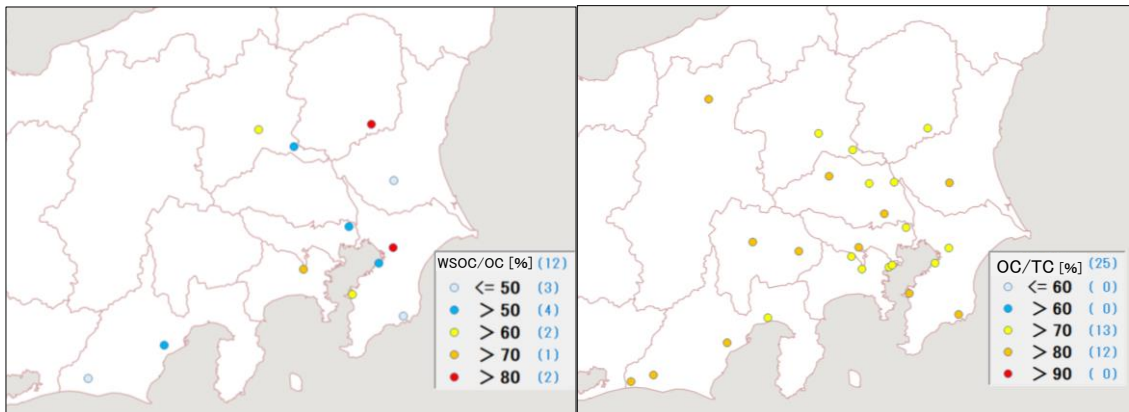 WSOC/OC [%] (12)
<= 50 (3)
> 50 (4)
> 60 (2)
> 70 (1)
> 80 (2)
OC/TC [%] (25)
<= 60 ( 0)
> 60 ( 0)
> 70 (13)
> 80 (12)
> 90 ( 0)